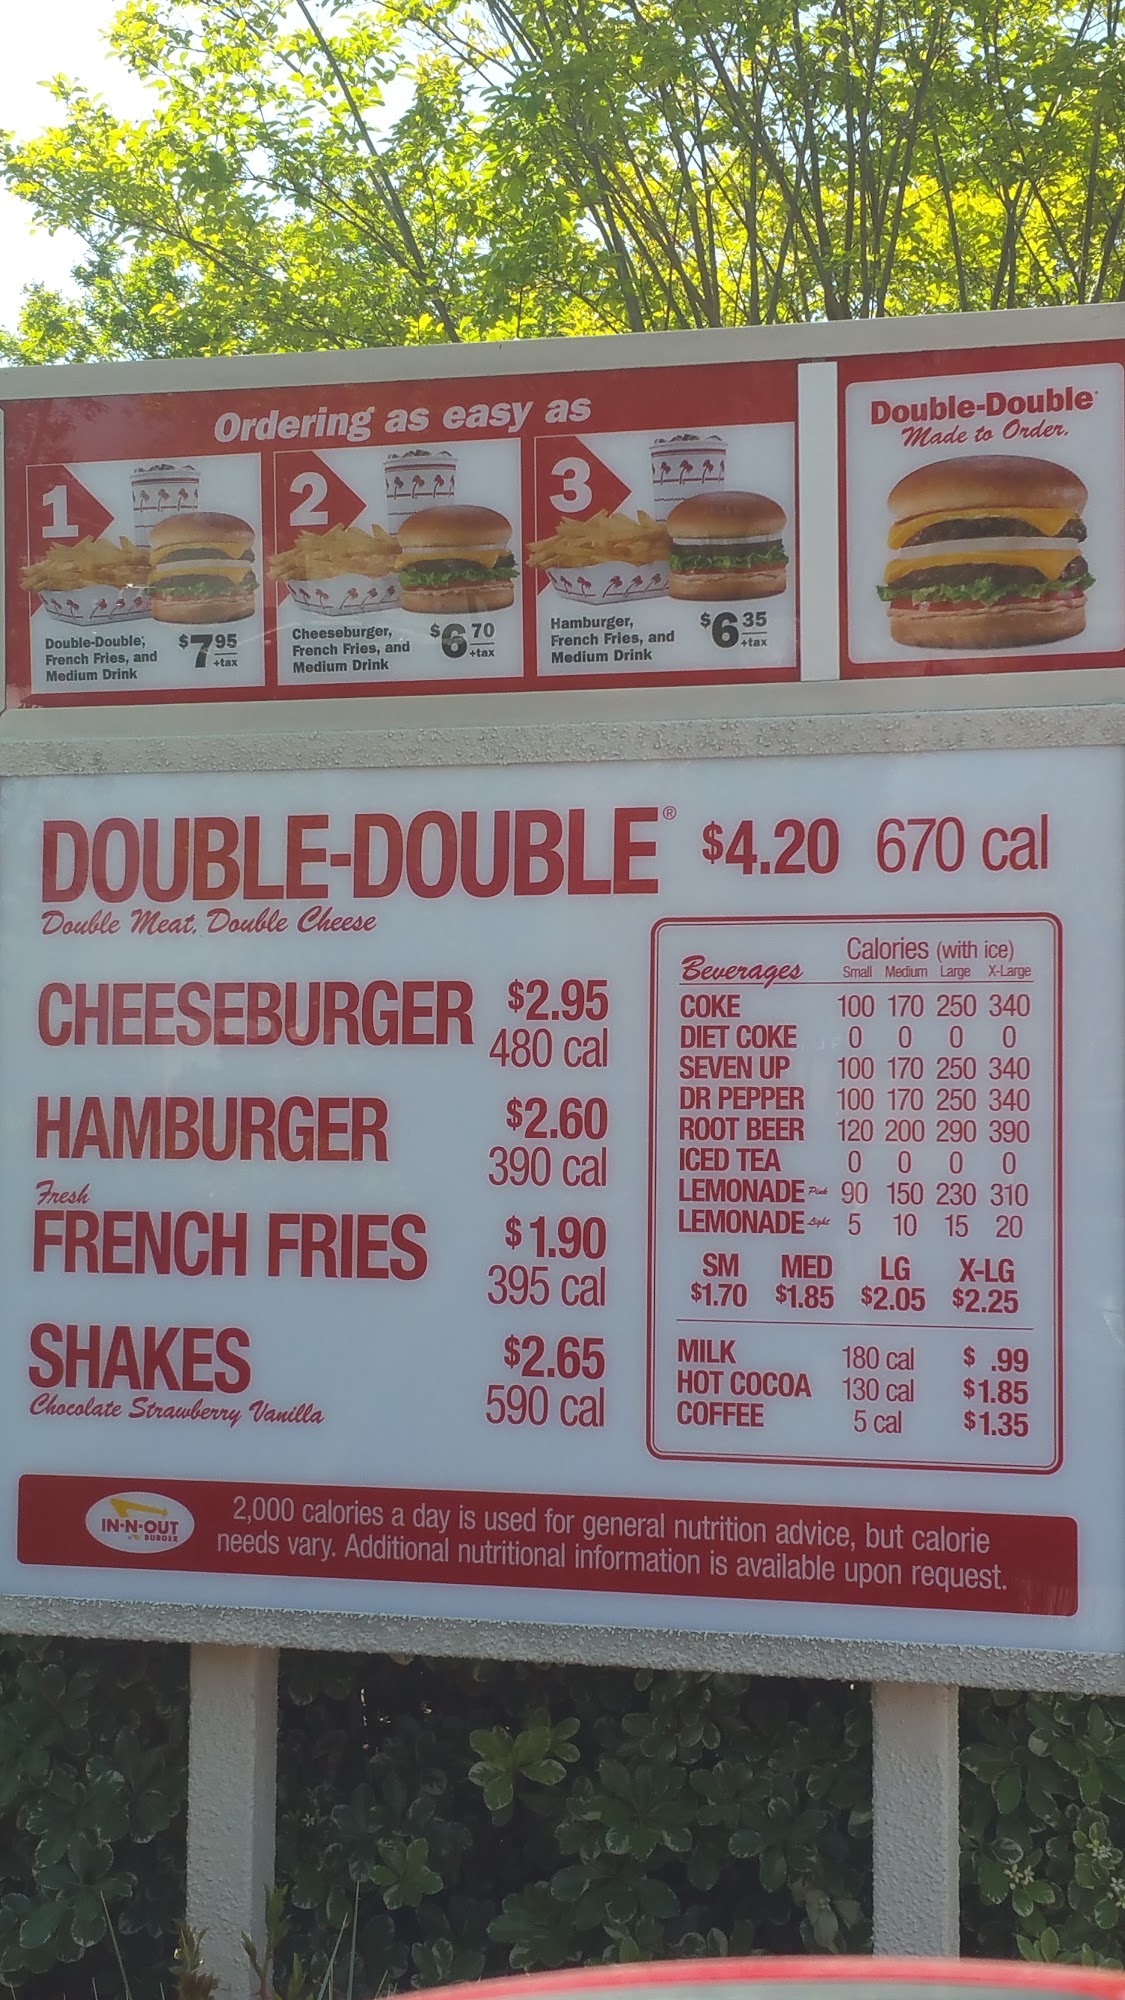 Ordering as easy as
1
Double-Double,
French Fries, and
Medium Drink
$7 95
+tax
2
Cheeseburger,
French Fries, and
Medium Drink
$6 70
+tax
3
Hamburger,
French Fries, and
Medium Drink
$6 35
+tax
Double-Double®
Made to Order.
DOUBLE-DOUBLE® $4.20 670 cal
Double Meat, Double Cheese
CHEESEBURGER $2.95
480 cal
HAMBURGER $2.60
390 cal
Fresh
FRENCH FRIES $1.90
395 cal
SHAKES $2.65
Chocolate Strawberry Vanilla 590 cal
Calories (with ice)
Beverages Small Medium Large X-Large
COKE 100 170 250 340
DIET COKE 0 0 0 0
SEVEN UP 100 170 250 340
DR PEPPER 100 170 250 340
ROOT BEER 120 200 290 390
ICED TEA 0 0 0 0
LEMONADE Pink 90 150 230 310
LEMONADE Light 5 10 15 20
SM MED LG X-LG
$1.70 $1.85 $2.05 $2.25
MILK 180 cal $ .99
HOT COCOA 130 cal $1.85
COFFEE 5 cal $1.35
IN-N-OUT
BURGER
2,000 calories a day is used for general nutrition advice, but calorie
needs vary. Additional nutritional information is available upon request.